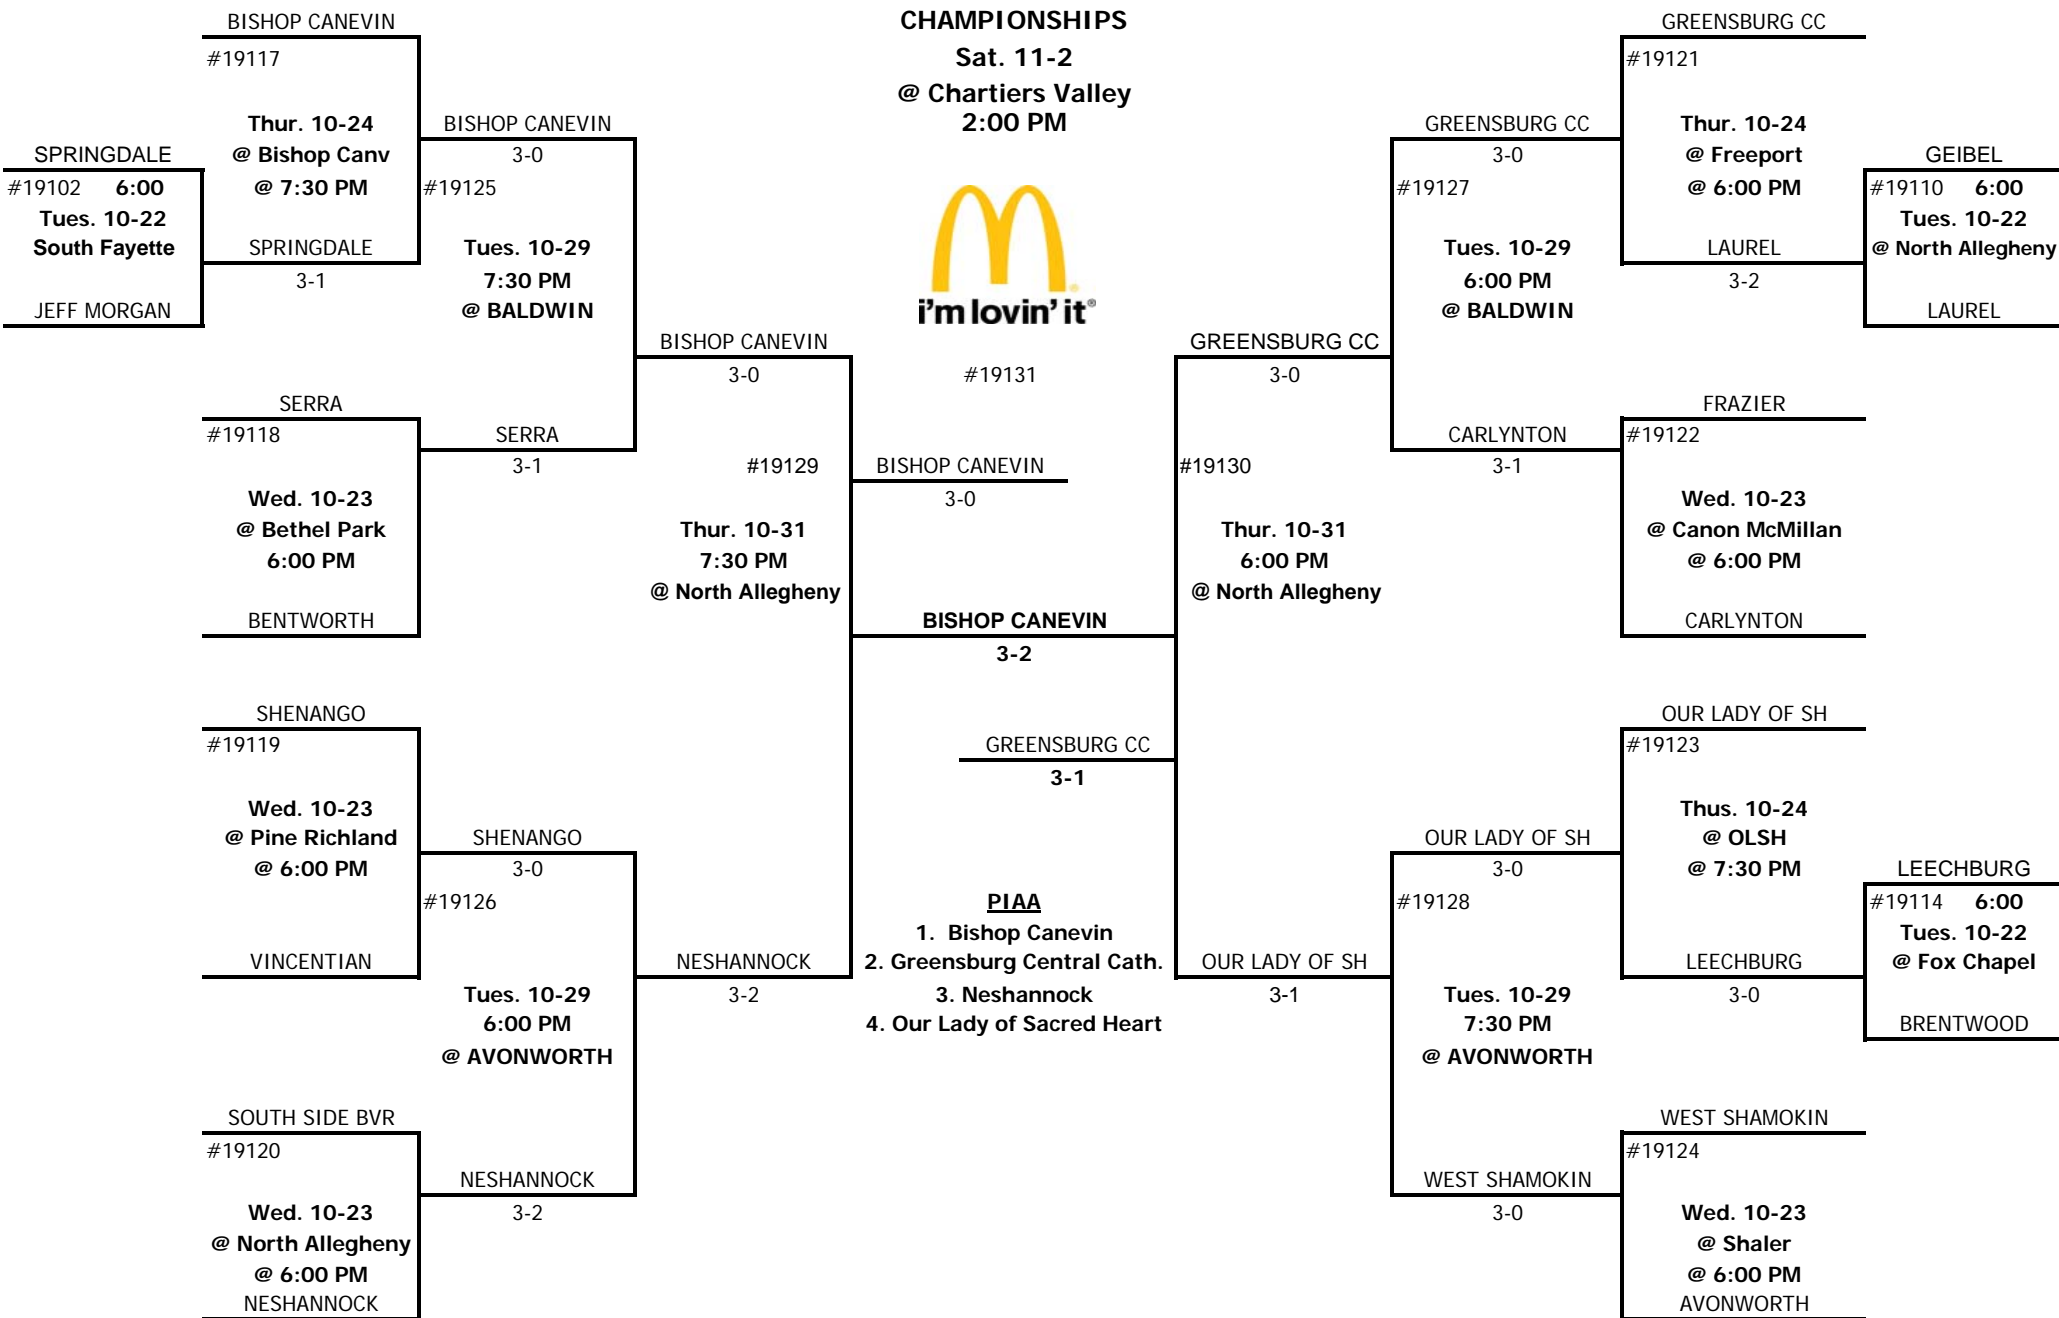 BISHOP CANEVIN
#19117
Thur. 10-24
@ Bishop Canv
@ 7:30 PM
SPRINGDALE
#19102 6:00
Tues. 10-22
South Fayette
JEFF MORGAN
SPRINGDALE
3-1
BISHOP CANEVIN
3-0
#19125
Tues. 10-29
7:30 PM
@ BALDWIN
SERRA
#19118
Wed. 10-23
@ Bethel Park
6:00 PM
BENTWORTH
SERRA
3-1
BISHOP CANEVIN
3-0
#19129
Thur. 10-31
7:30 PM
@ North Allegheny
SHENANGO
#19119
Wed. 10-23
@ Pine Richland
@ 6:00 PM
VINCENTIAN
SHENANGO
3-0
#19126
Tues. 10-29
6:00 PM
@ AVONWORTH
SOUTH SIDE BVR
#19120
Wed. 10-23
@ North Allegheny
@ 6:00 PM
NESHANNOCK
NESHANNOCK
3-2
NESHANNOCK
3-2
CHAMPIONSHIPS
Sat. 11-2
@ Chartiers Valley
2:00 PM
i'm lovin' it®
#19131
BISHOP CANEVIN
3-0
BISHOP CANEVIN
3-2
GREENSBURG CC
3-1
PIAA
1. Bishop Canevin
2. Greensburg Central Cath.
3. Neshannock
4. Our Lady of Sacred Heart
GREENSBURG CC
3-0
#19130
Thur. 10-31
6:00 PM
@ North Allegheny
OUR LADY OF SH
3-1
GREENSBURG CC
3-0
#19127
Tues. 10-29
6:00 PM
@ BALDWIN
CARLYNTON
3-1
OUR LADY OF SH
3-0
#19128
Tues. 10-29
7:30 PM
@ AVONWORTH
WEST SHAMOKIN
3-0
GREENSBURG CC
#19121
Thur. 10-24
@ Freeport
@ 6:00 PM
LAUREL
3-2
GEIBEL
#19110 6:00
Tues. 10-22
@ North Allegheny
LAUREL
FRAZIER
#19122
Wed. 10-23
@ Canon McMillan
@ 6:00 PM
CARLYNTON
OUR LADY OF SH
#19123
Thus. 10-24
@ OLSH
@ 7:30 PM
LEECHBURG
3-0
LEECHBURG
#19114 6:00
Tues. 10-22
@ Fox Chapel
BRENTWOOD
WEST SHAMOKIN
#19124
Wed. 10-23
@ Shaler
@ 6:00 PM
AVONWORTH